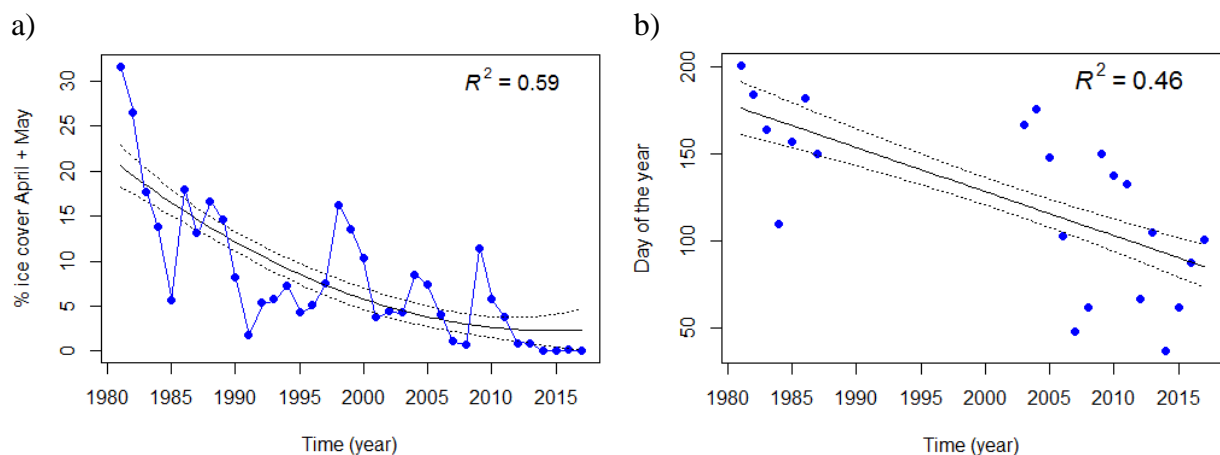 a)
R² = 0.59
% ice cover April + May
30
25
20
15
10
5
0
1980 1985 1990 1995 2000 2005 2010 2015
Time (year)
b)
R² = 0.46
Day of the year
200
150
100
50
1980 1985 1990 1995 2000 2005 2010 2015
Time (year)